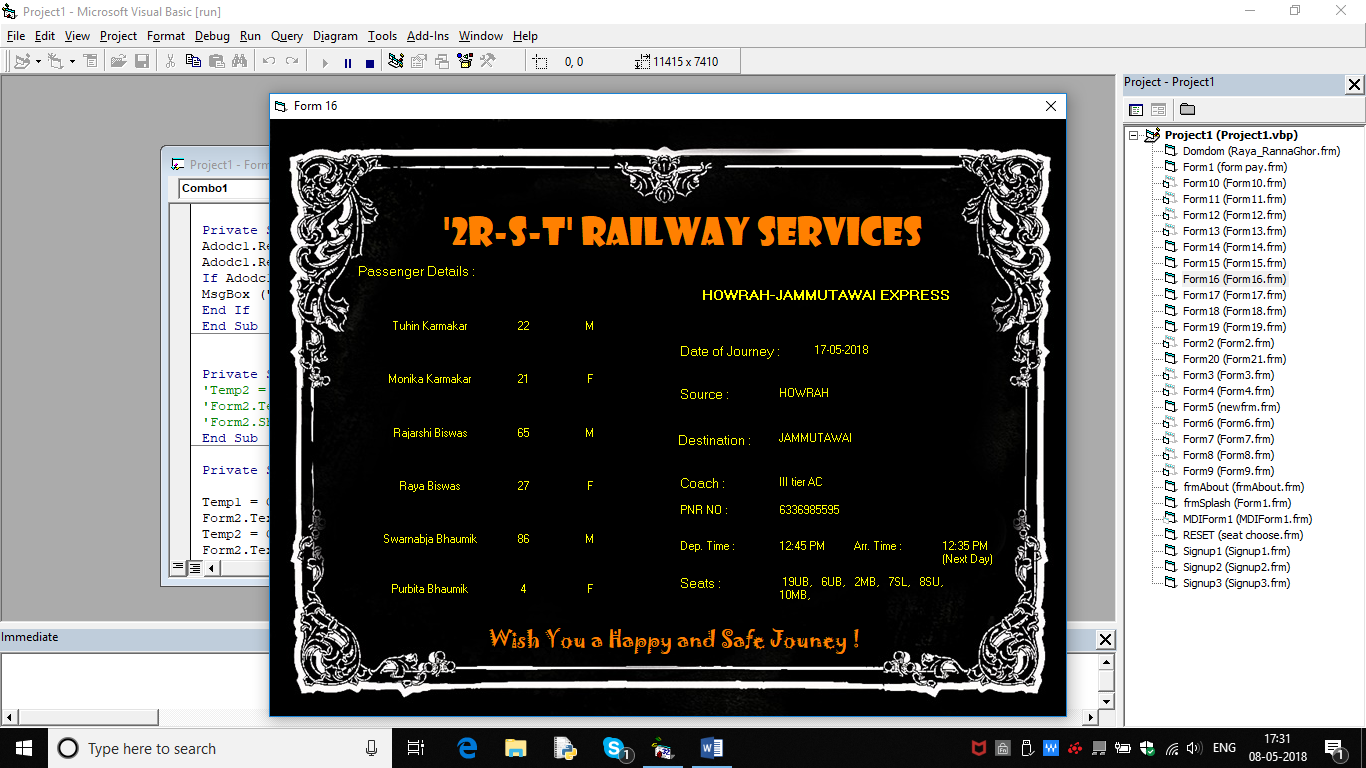 Project1 - Microsoft Visual Basic [run]
File Edit View Project Format Debug Run Query Diagram Tools Add-Ins Window Help
0, 0 11415 x 7410
Project - Project1
Project1 (Project1.vbp)
Domdom (Raya_RannaGhor.frm)
Form1 (form pay.frm)
Form10 (Form10.frm)
Form11 (Form11.frm)
Form12 (Form12.frm)
Form13 (Form13.frm)
Form14 (Form14.frm)
Form15 (Form15.frm)
Form16 (Form16.frm)
Form17 (Form17.frm)
Form18 (Form18.frm)
Form19 (Form19.frm)
Form2 (Form2.frm)
Form20 (Form21.frm)
Form3 (Form3.frm)
Form4 (Form4.frm)
Form5 (newfrm.frm)
Form6 (Form6.frm)
Form7 (Form7.frm)
Form8 (Form8.frm)
Form9 (Form9.frm)
frmAbout (frmAbout.frm)
frmSplash (Form1.frm)
MDIForm1 (MDIForm1.frm)
RESET (seat choose.frm)
Signup1 (Signup1.frm)
Signup2 (Signup2.frm)
Signup3 (Signup3.frm)
Project1 - Form
Combo1
Private S
Adodc1.Re
Adodc1.Re
If Adodc1
MsgBox ("
End If
End Sub
Private S
'Temp2 =
'Form2.Te
'Form2.Sh
End Sub
Private S
Temp1 = C
Form2.Tex
Temp2 = C
Form2.Tex
Form 16
'2R-S-T' RAILWAY SERVICES
Passenger Details :
HOWRAH-JAMMUTAWAI EXPRESS
Tuhin Karmakar 22 M
Date of Journey : 17-05-2018
Monika Karmakar 21 F
Source : HOWRAH
Rajarshi Biswas 65 M
Destination : JAMMUTAWAI
Raya Biswas 27 F
Coach : III tier AC
PNR NO : 6336985595
Swarnabja Bhaumik 86 M
Dep. Time : 12:45 PM Arr. Time : 12:35 PM
(Next Day)
Purbita Bhaumik 4 F
Seats : 19UB, 6UB, 2MB, 7SL, 8SU,
10MB,
Wish You a Happy and Safe Jouney !
Immediate
Type here to search
1
ENG
17:31
08-05-2018
1